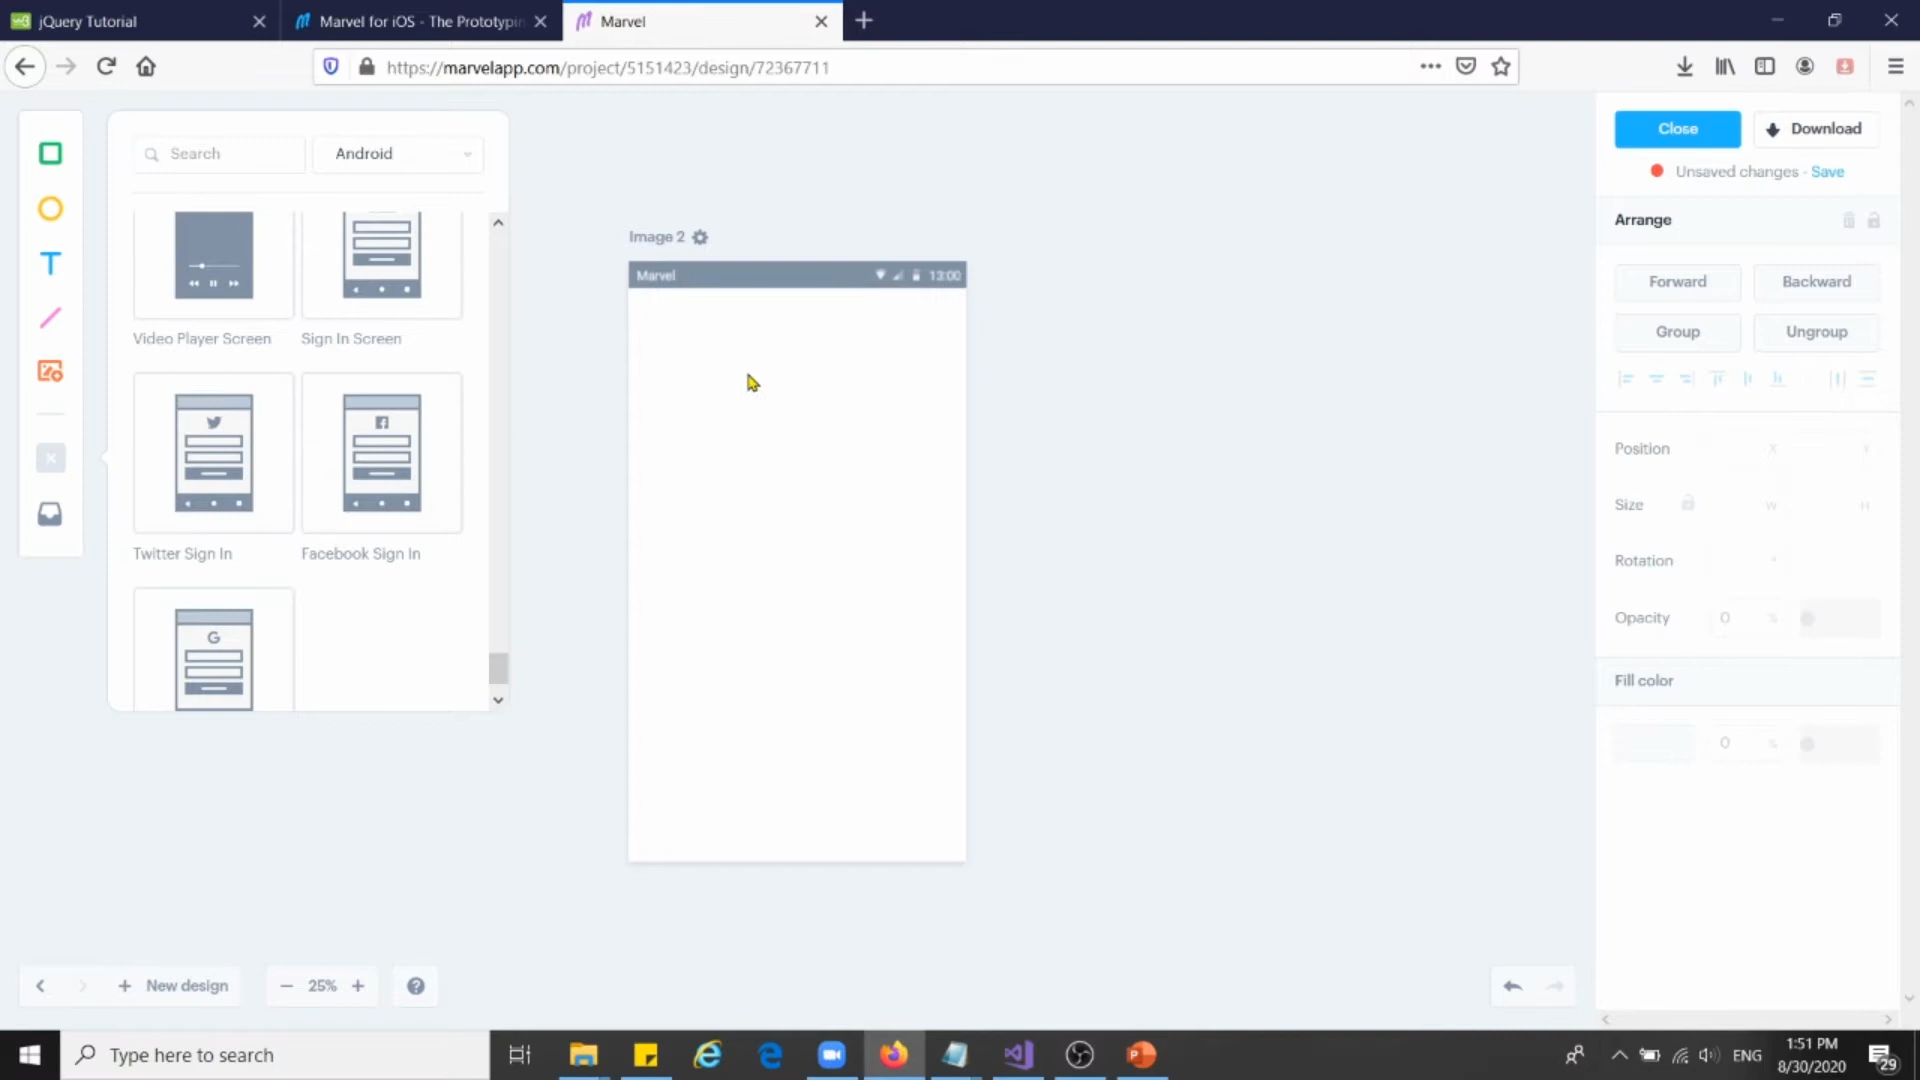 jQuery Tutorial
Marvel for iOS - The Prototypin
Marvel
https://marvelapp.com/project/5151423/design/72367711
Search
Android
Video Player Screen
Sign In Screen
Twitter Sign In
Facebook Sign In
G
Image 2
Marvel
13:00
Close
Download
Unsaved changes - Save
Arrange
Forward
Backward
Group
Ungroup
Position
X
Y
Size
W
H
Rotation
Opacity
0
%
Fill color
0
%
New design
25%
Type here to search
ENG
1:51 PM
8/30/2020
29